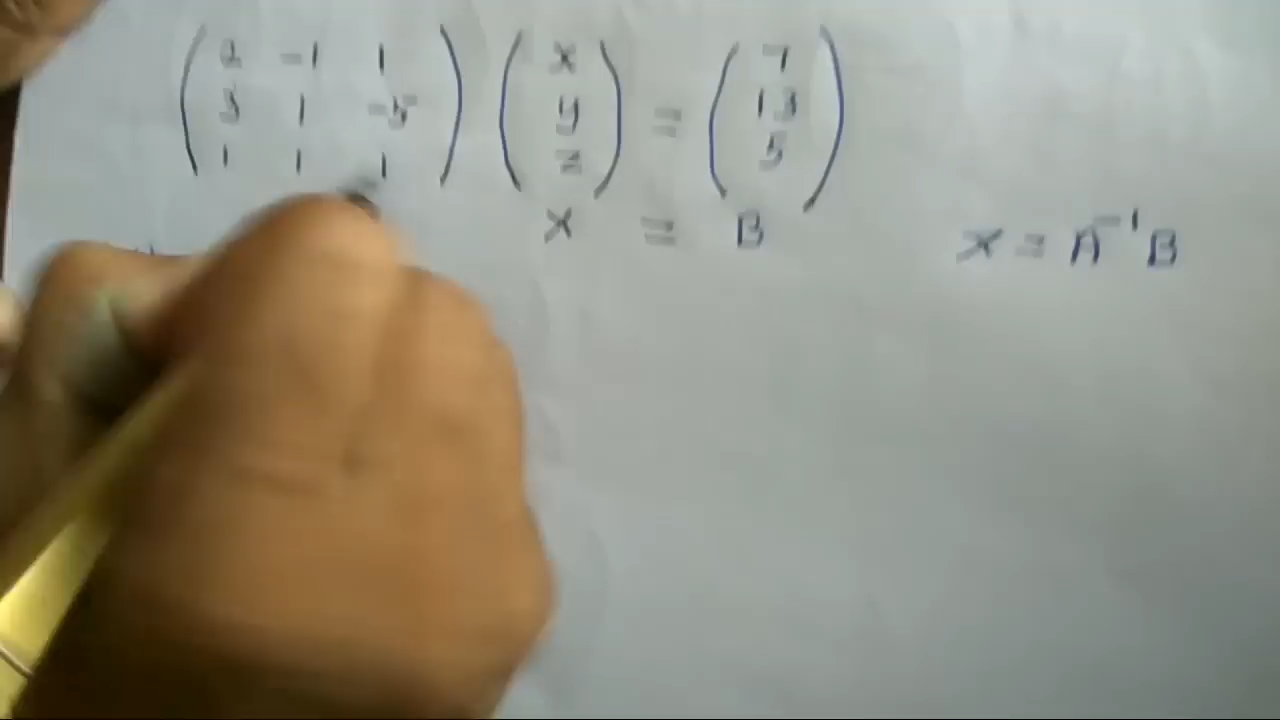 2 -1 1 x 7
3 1 -5 y = 13
1 1 1 z 5
X = B X = A⁻¹B